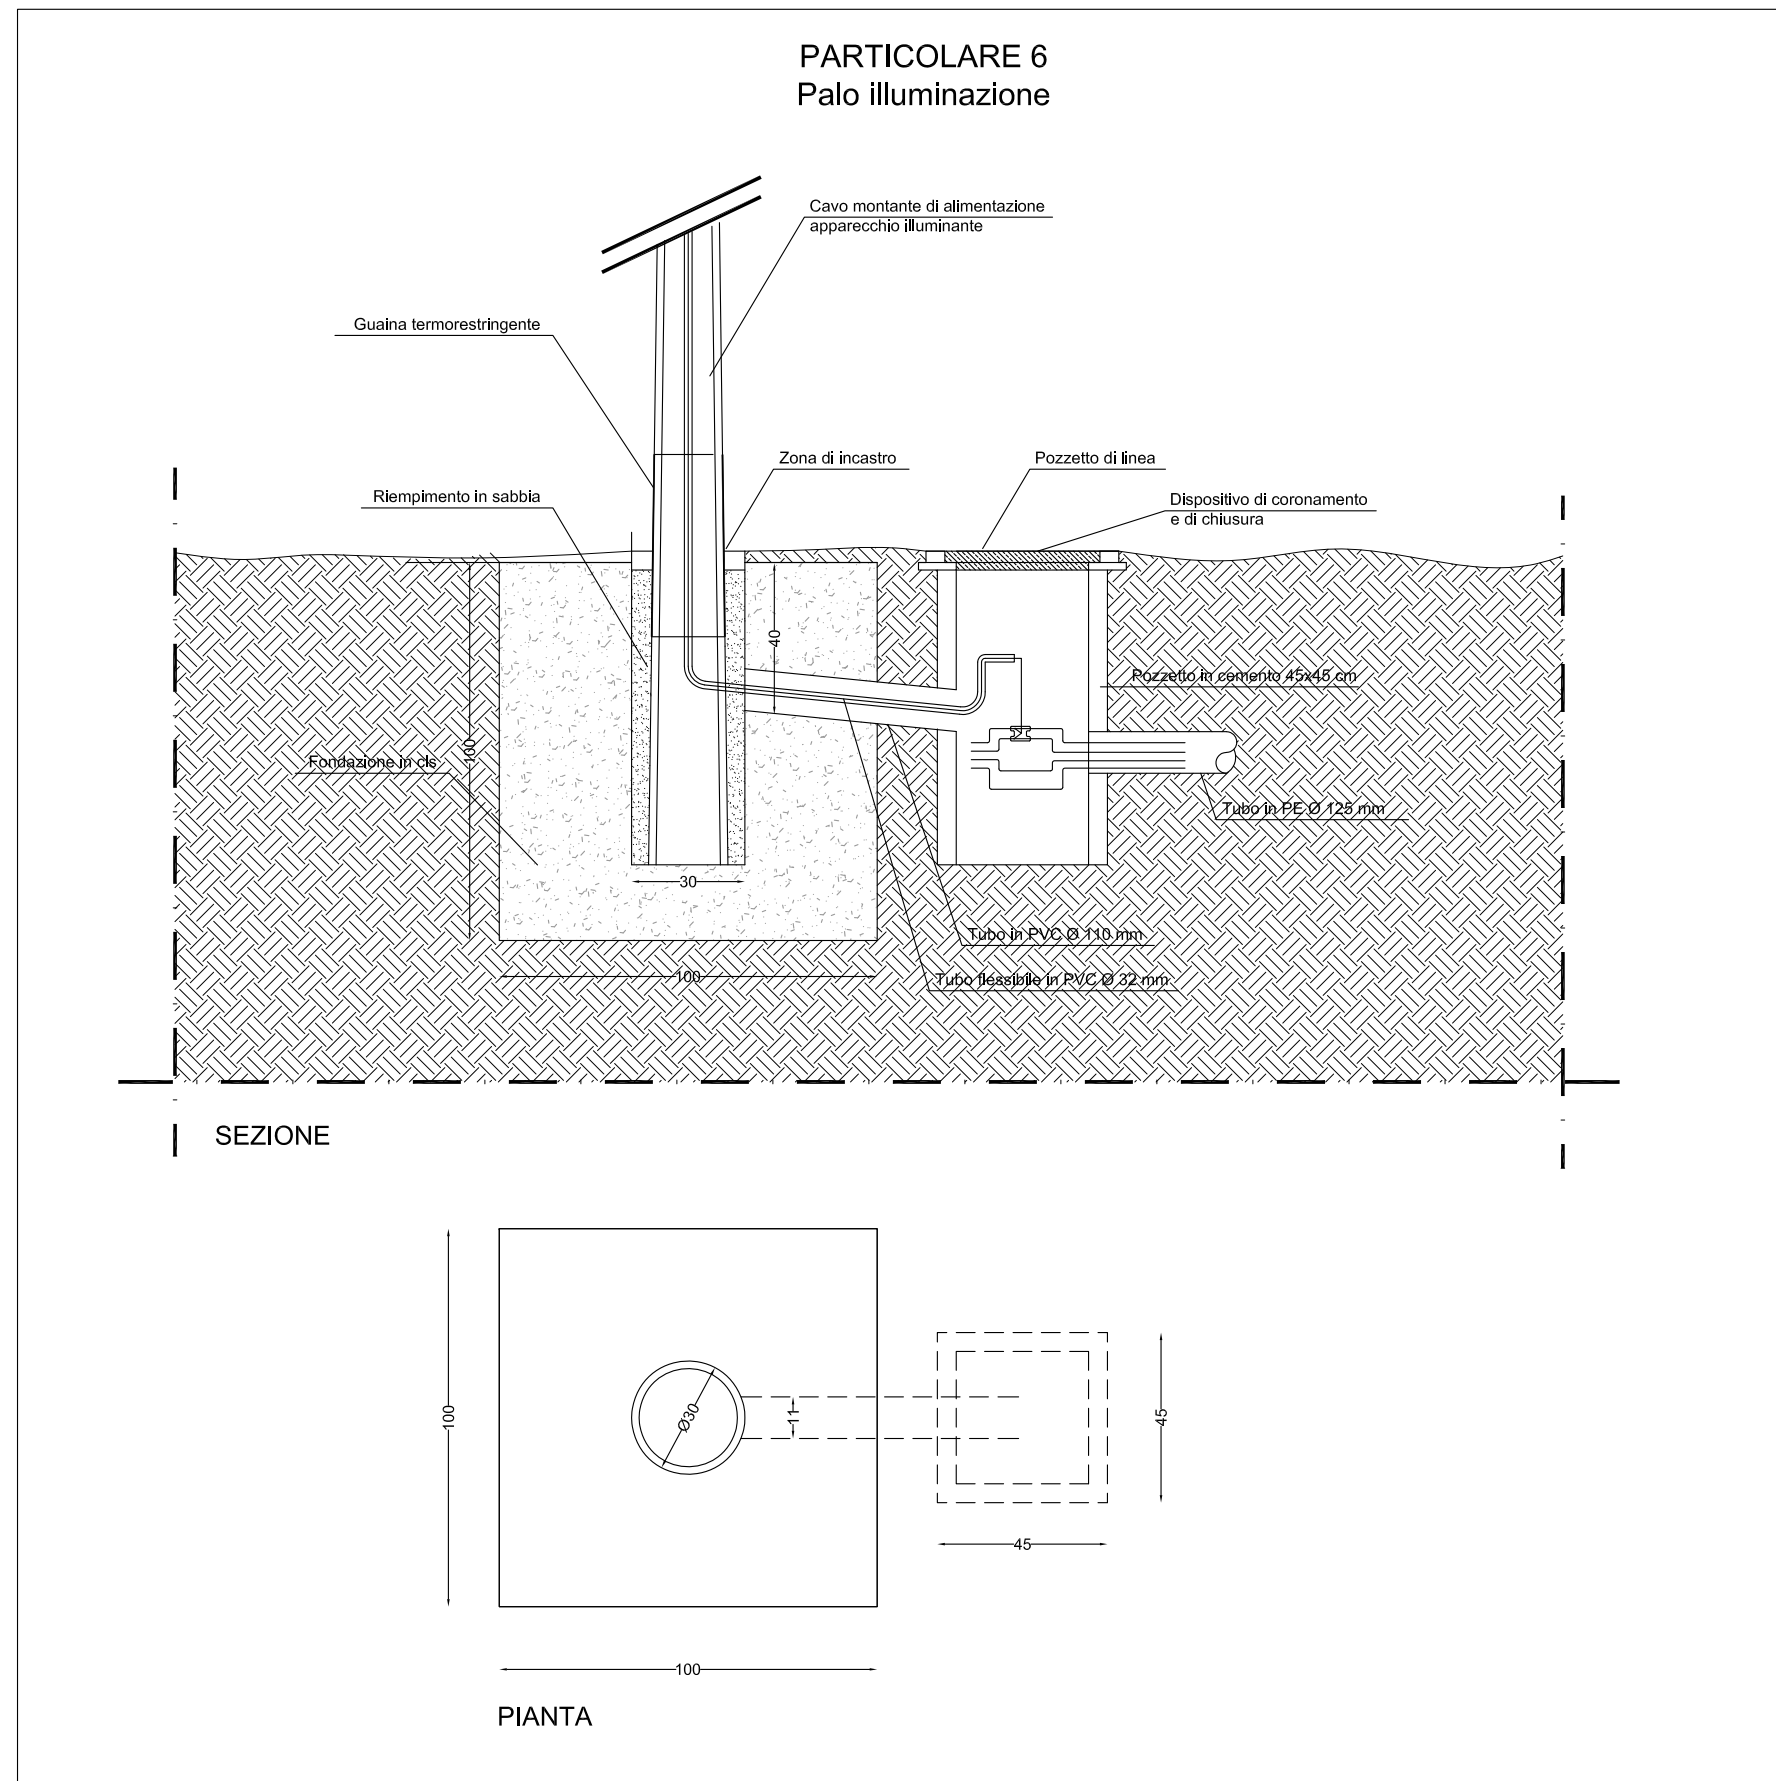 PARTICOLARE 6
Palo illuminazione
Cavo montante di alimentazione
apparecchio illuminante
Guaina termorestringente
Zona di incastro
Pozzetto di linea
Riempimento in sabbia
Dispositivo di coronamento
e di chiusura
40
Pozzetto in cemento 45x45 cm
100
Fondazione in cls
Tubo in PE Ø 125 mm
30
Tubo in PVC Ø 110 mm
100
Tubo flessibile in PVC Ø 32 mm
SEZIONE
100
Ø30
11
45
45
100
PIANTA